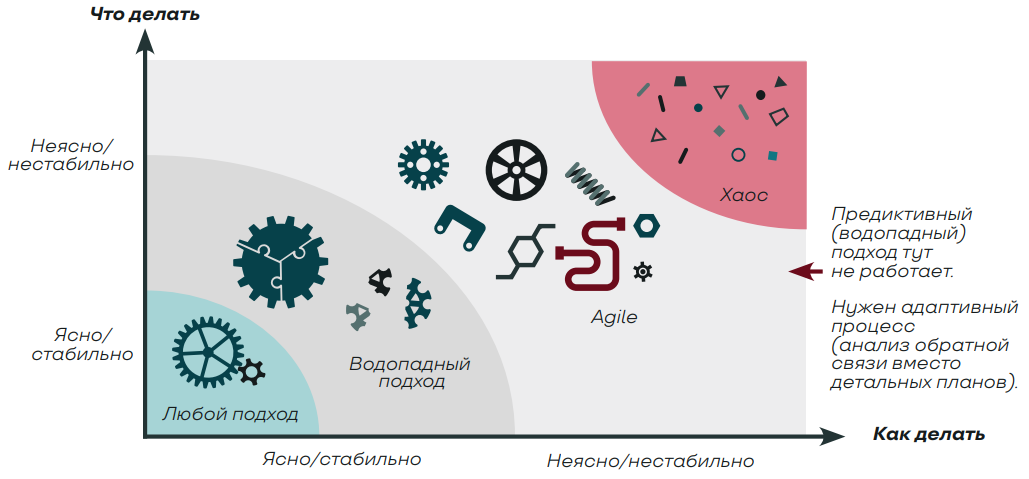 Что делать
Неясно/
нестабильно
Хаос
Предиктивный
(водопадный)
подход тут
не работает.
Нужен адаптивный
процесс
(анализ обратной
связи вместо
детальных планов).
Agile
Ясно/
стабильно
Водопадный
подход
Любой подход
Как делать
Ясно/стабильно
Неясно/нестабильно